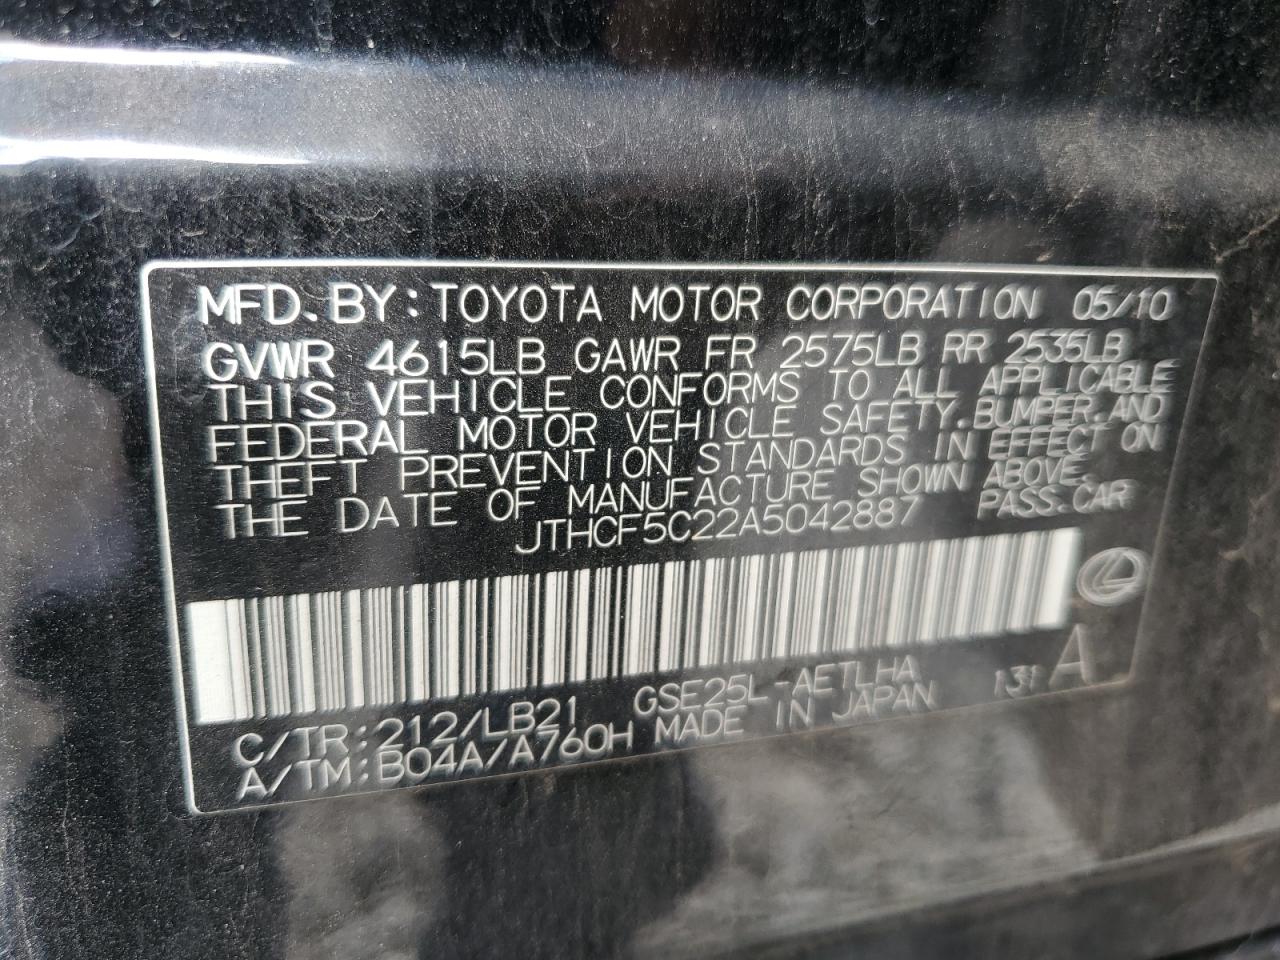 MFD. BY: TOYOTA MOTOR CORPORATION 05/10
GVWR 4615LB GAWR FR 2575LB RR 2535LB
THIS VEHICLE CONFORMS TO ALL APPLICABLE
FEDERAL MOTOR VEHICLE SAFETY, BUMPER, AND
THEFT PREVENTION STANDARDS IN EFFECT ON
THE DATE OF MANUFACTURE SHOWN ABOVE.
JTHCF5C22A5042887 PASS. CAR
C/TR: 212/LB21 GSE25L-AETLHA 131 A
A/TM: B04A/A760H MADE IN JAPAN